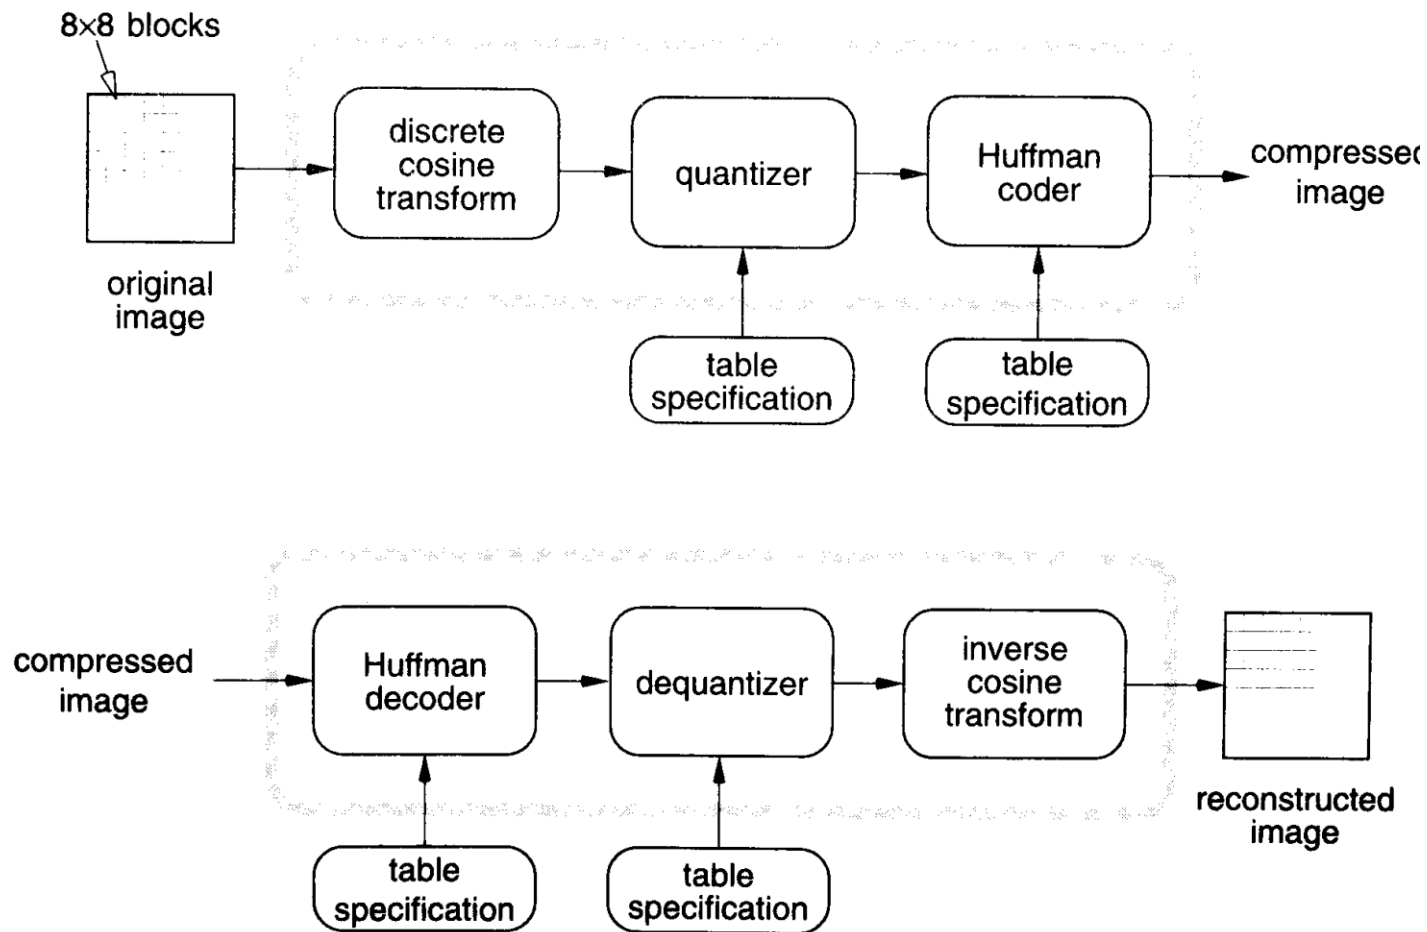 8×8 blocks
discrete
cosine
transform
quantizer
Huffman
coder
compressed
image
original
image
table
specification
table
specification
compressed
image
Huffman
decoder
dequantizer
inverse
cosine
transform
reconstructed
image
table
specification
table
specification